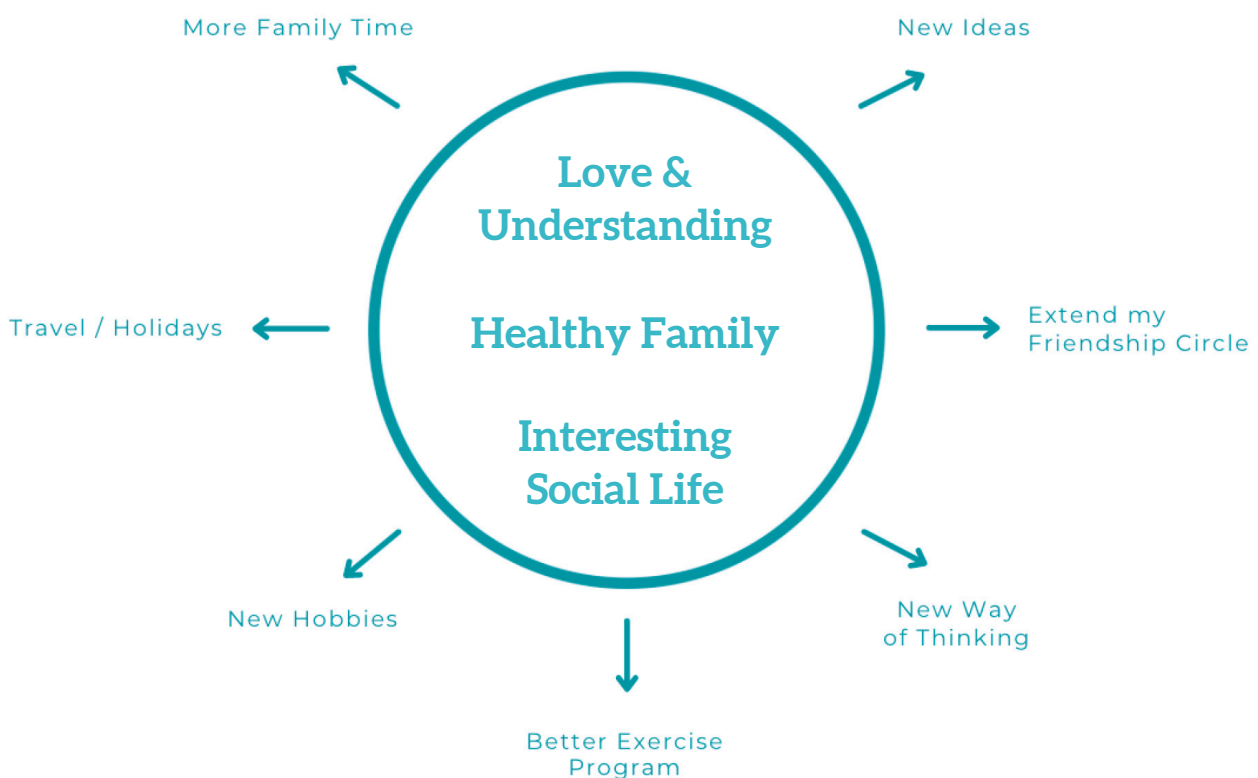 More Family Time
New Ideas
Love &
Understanding
Healthy Family
Interesting
Social Life
Travel / Holidays
Extend my
Friendship Circle
New Hobbies
New Way
of Thinking
Better Exercise
Program